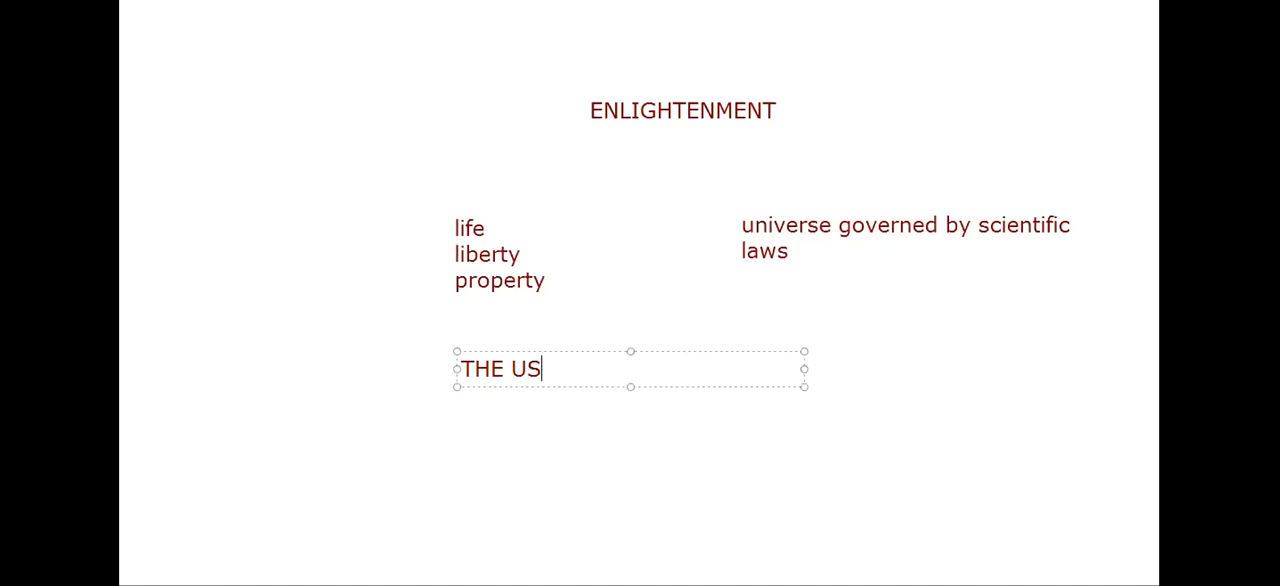 ENLIGHTENMENT
life
liberty
property
universe governed by scientific
laws
THE US